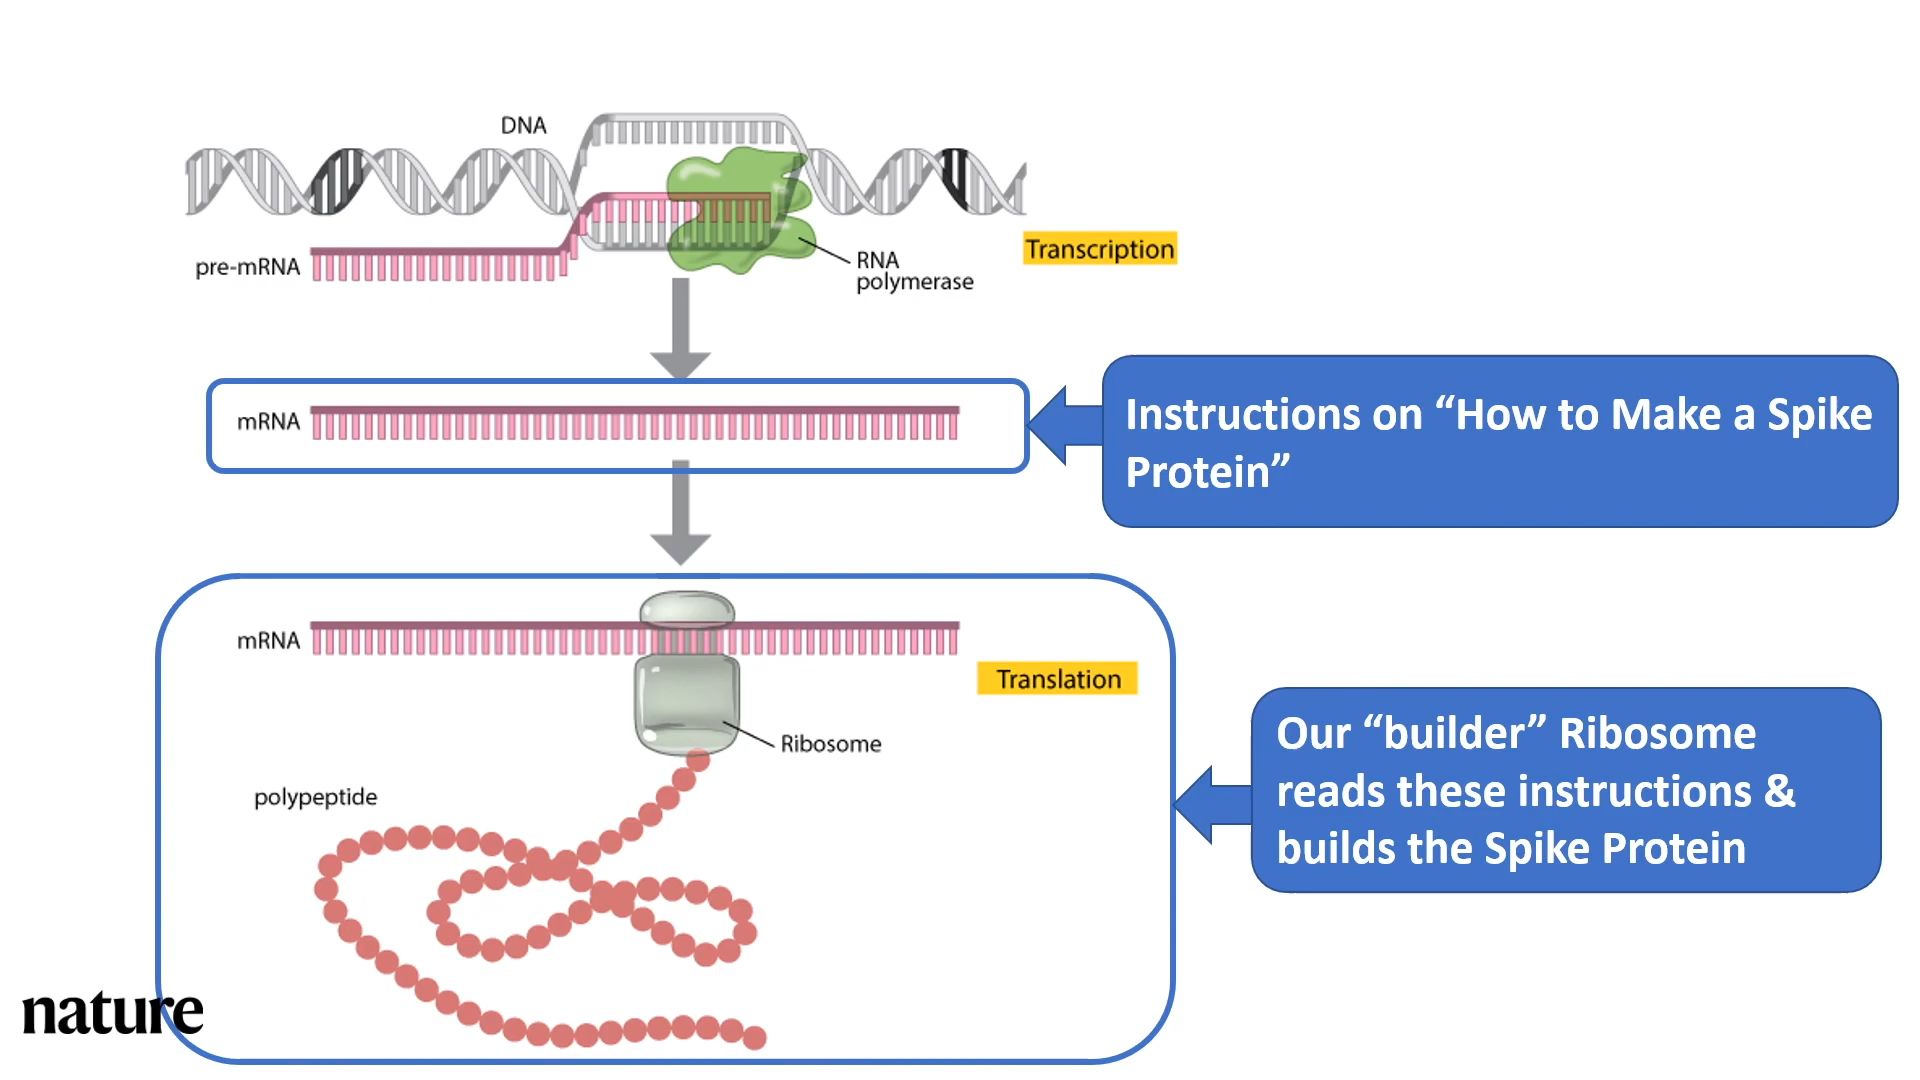 DNA
pre-mRNA
RNA
polymerase
Transcription
mRNA
Instructions on “How to Make a Spike
Protein”
mRNA
Translation
Ribosome
polypeptide
Our “builder” Ribosome
reads these instructions &
builds the Spike Protein
nature